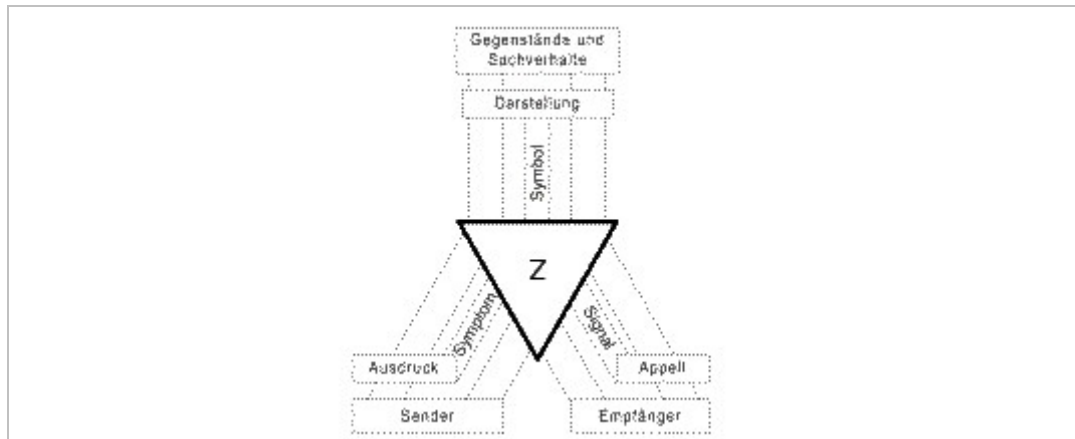 Gegenstände und
Sachverhalte
Darstellung
Symbol
Z
Symptom
Signal
Ausdruck
Appell
Sender
Empfänger